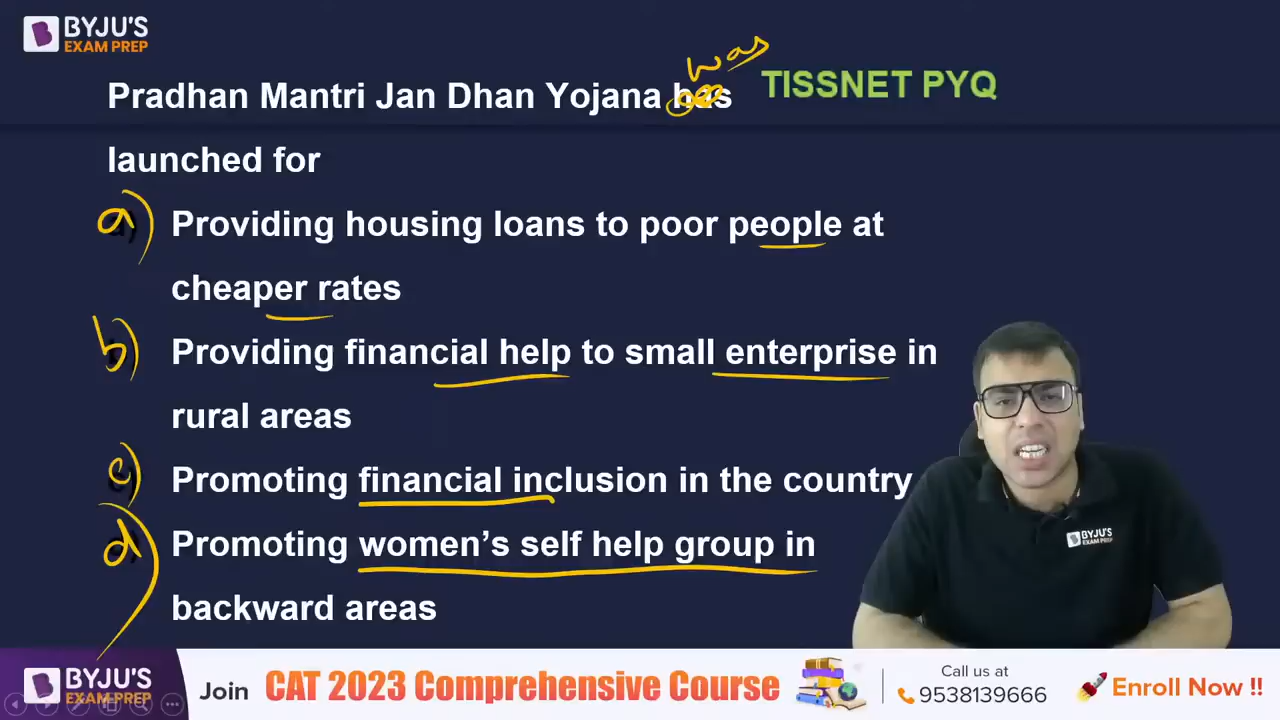 BYJU'S
EXAM PREP
was
Pradhan Mantri Jan Dhan Yojana has
TISSNET PYQ
launched for
a) Providing housing loans to poor people at
cheaper rates
b) Providing financial help to small enterprise in
rural areas
c) Promoting financial inclusion in the country
d) Promoting women's self help group in
backward areas
BYJU'S
EXAM PREP
BYJU'S
EXAM PREP
Join CAT 2023 Comprehensive Course
Call us at
9538139666
Enroll Now !!